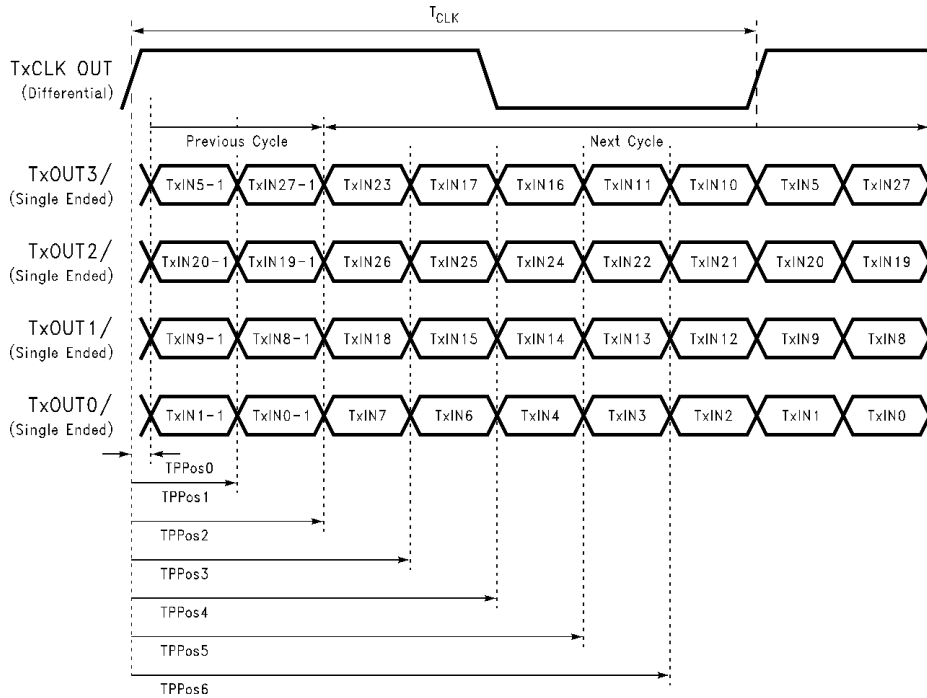 T_CLK
TxCLK OUT
(Differential)
Previous Cycle Next Cycle
TxOUT3/
(Single Ended)
TxIN5-1 TxIN27-1 TxIN23 TxIN17 TxIN16 TxIN11 TxIN10 TxIN5 TxIN27
TxOUT2/
(Single Ended)
TxIN20-1 TxIN19-1 TxIN26 TxIN25 TxIN24 TxIN22 TxIN21 TxIN20 TxIN19
TxOUT1/
(Single Ended)
TxIN9-1 TxIN8-1 TxIN18 TxIN15 TxIN14 TxIN13 TxIN12 TxIN9 TxIN8
TxOUT0/
(Single Ended)
TxIN1-1 TxIN0-1 TxIN7 TxIN6 TxIN4 TxIN3 TxIN2 TxIN1 TxIN0
TPPos0
TPPos1
TPPos2
TPPos3
TPPos4
TPPos5
TPPos6